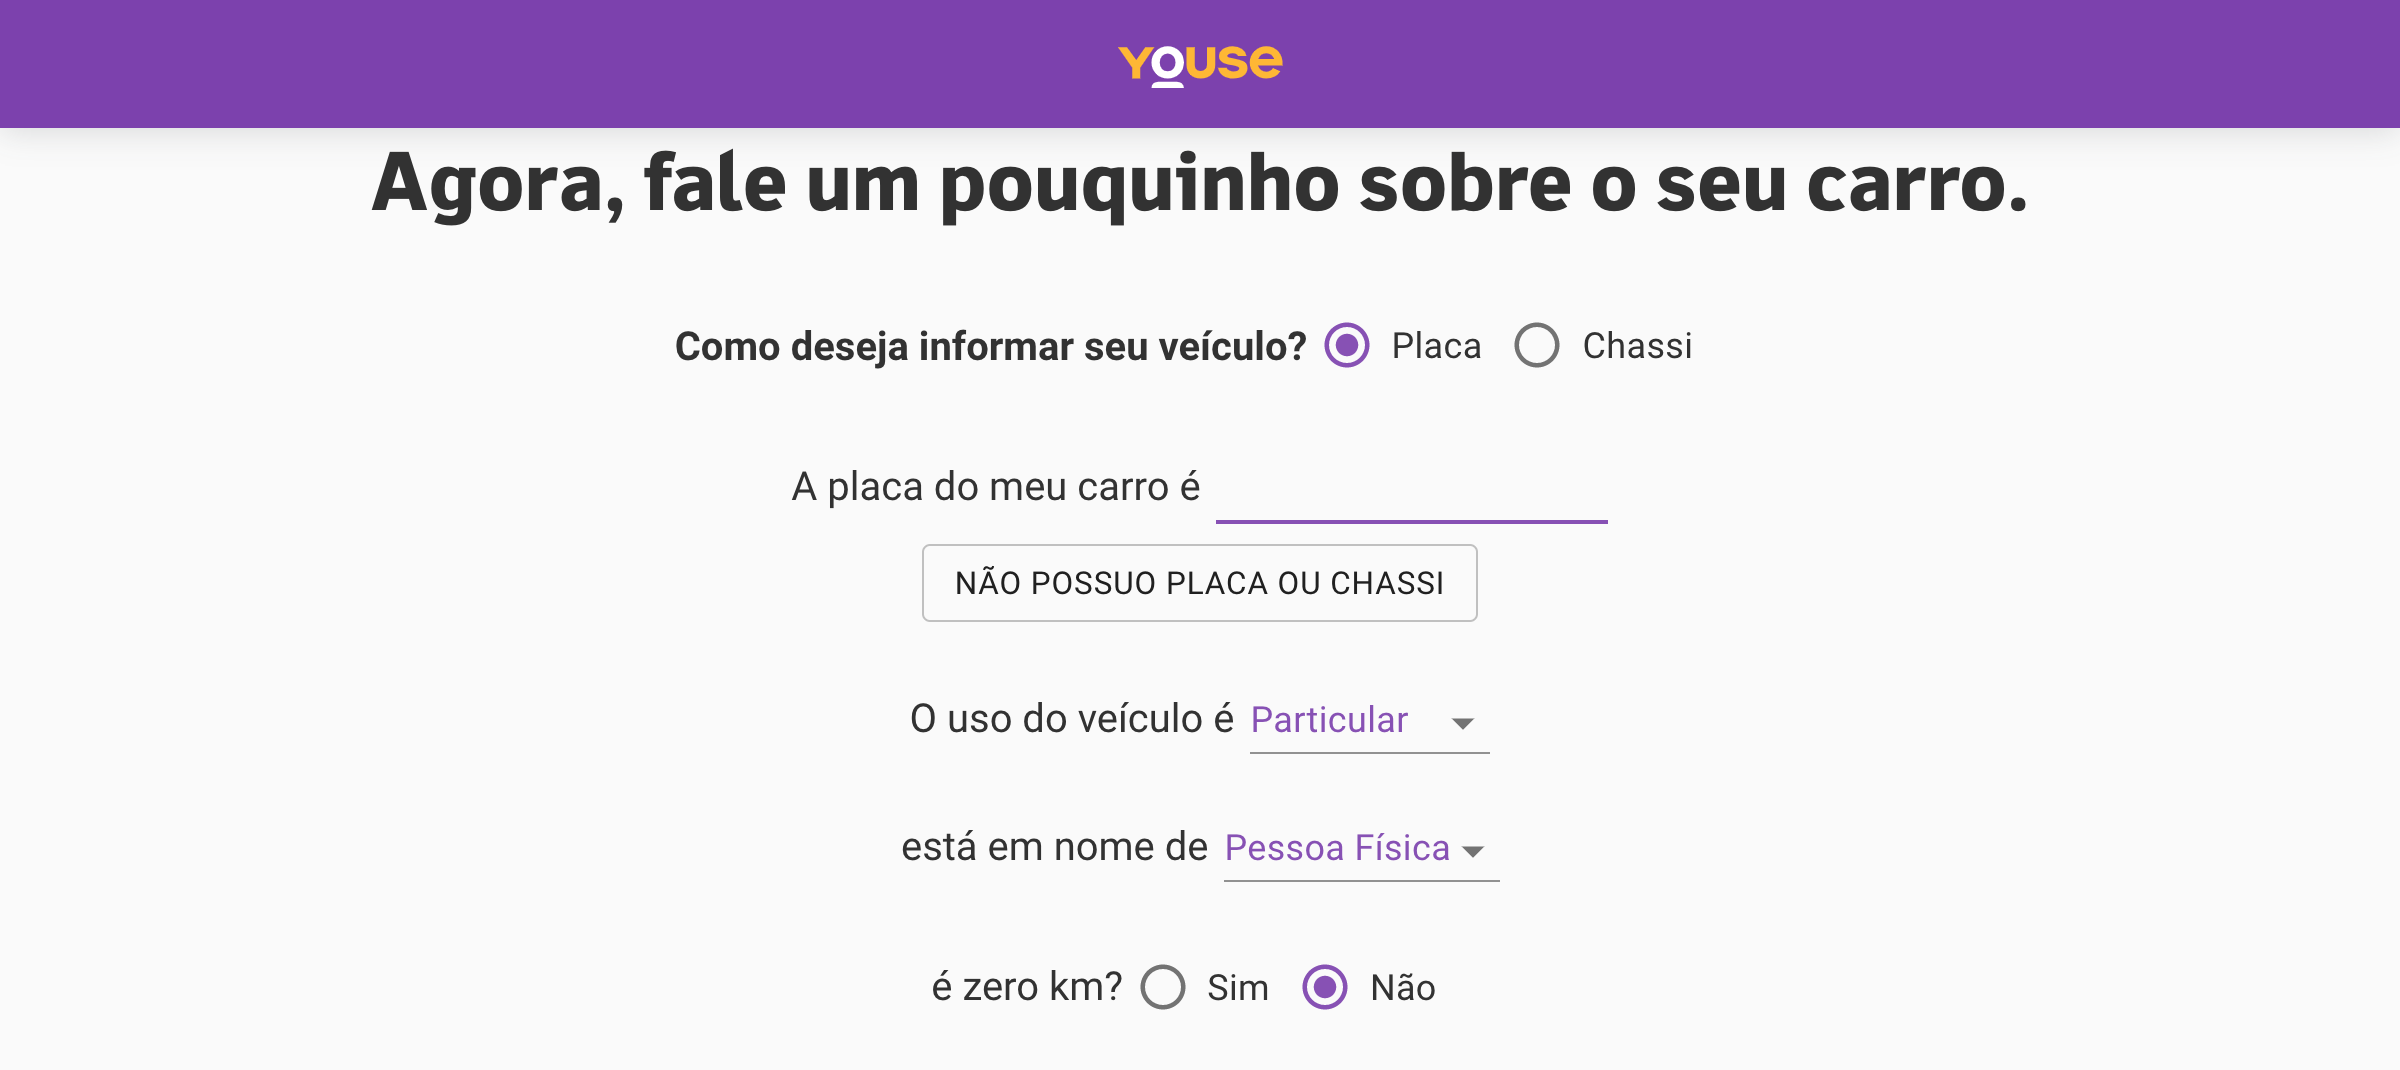 Youse
Agora, fale um pouquinho sobre o seu carro.
Como deseja informar seu veículo? Placa Chassi
A placa do meu carro é
NÃO POSSUO PLACA OU CHASSI
O uso do veículo é Particular
está em nome de Pessoa Física
é zero km? Sim Não